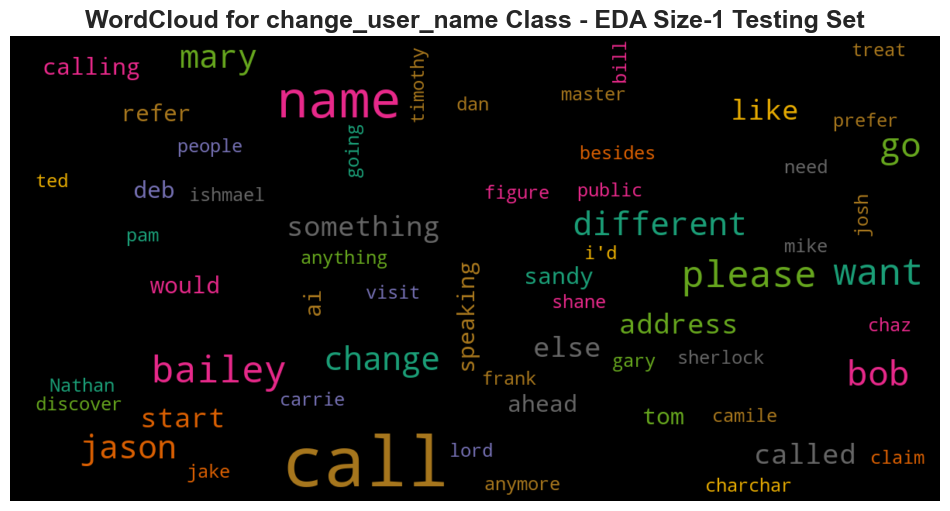 WordCloud for change_user_name Class - EDA Size-1 Testing Set
calling mary timothy bill treat
name dan master like prefer
refer going go
people besides need
ted deb ishmael figure public josh
pam something different mike
anything i'd
would ai visit speaking sandy please want
shane address chaz
bailey change else gary sherlock bob
Nathan carrie frank
discover start ahead tom camile
jason call lord called claim
jake anymore charchar